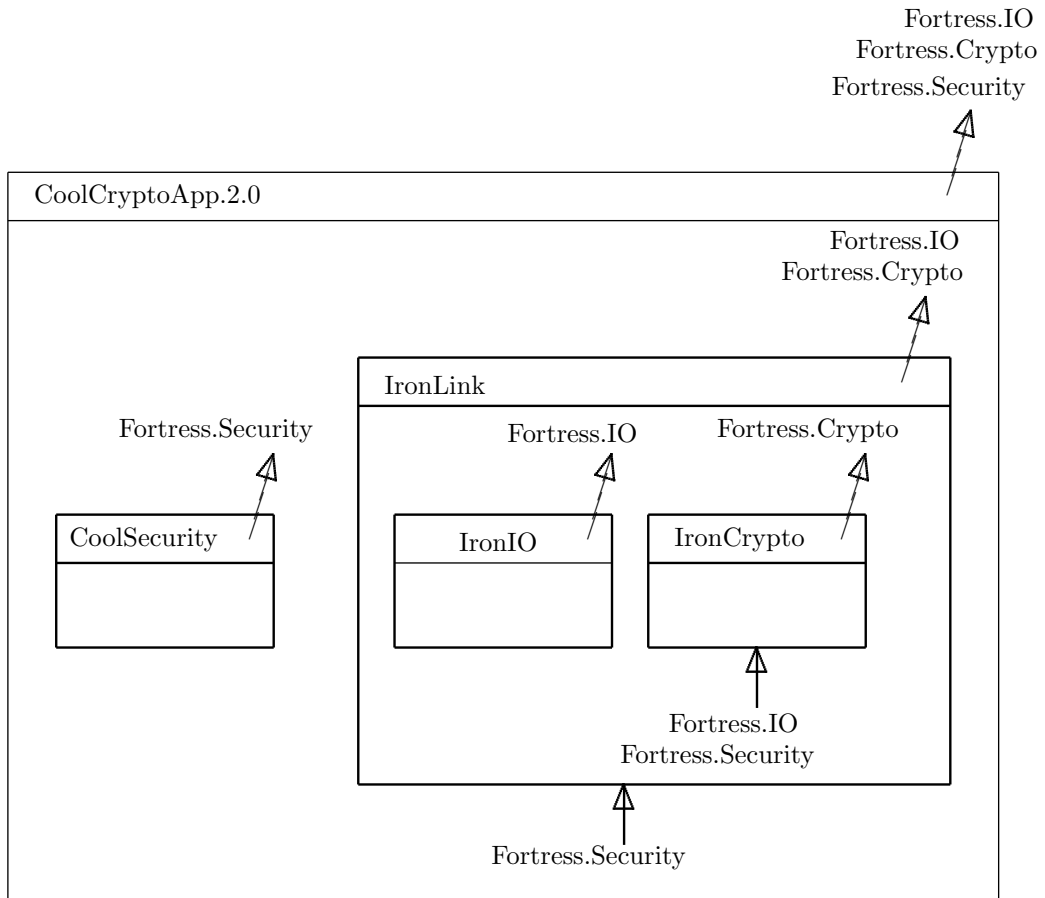 Fortress.IO
Fortress.Crypto
Fortress.Security
CoolCryptoApp.2.0
Fortress.IO
Fortress.Crypto
IronLink
Fortress.Security
Fortress.IO
Fortress.Crypto
CoolSecurity
IronIO
IronCrypto
Fortress.IO
Fortress.Security
Fortress.Security